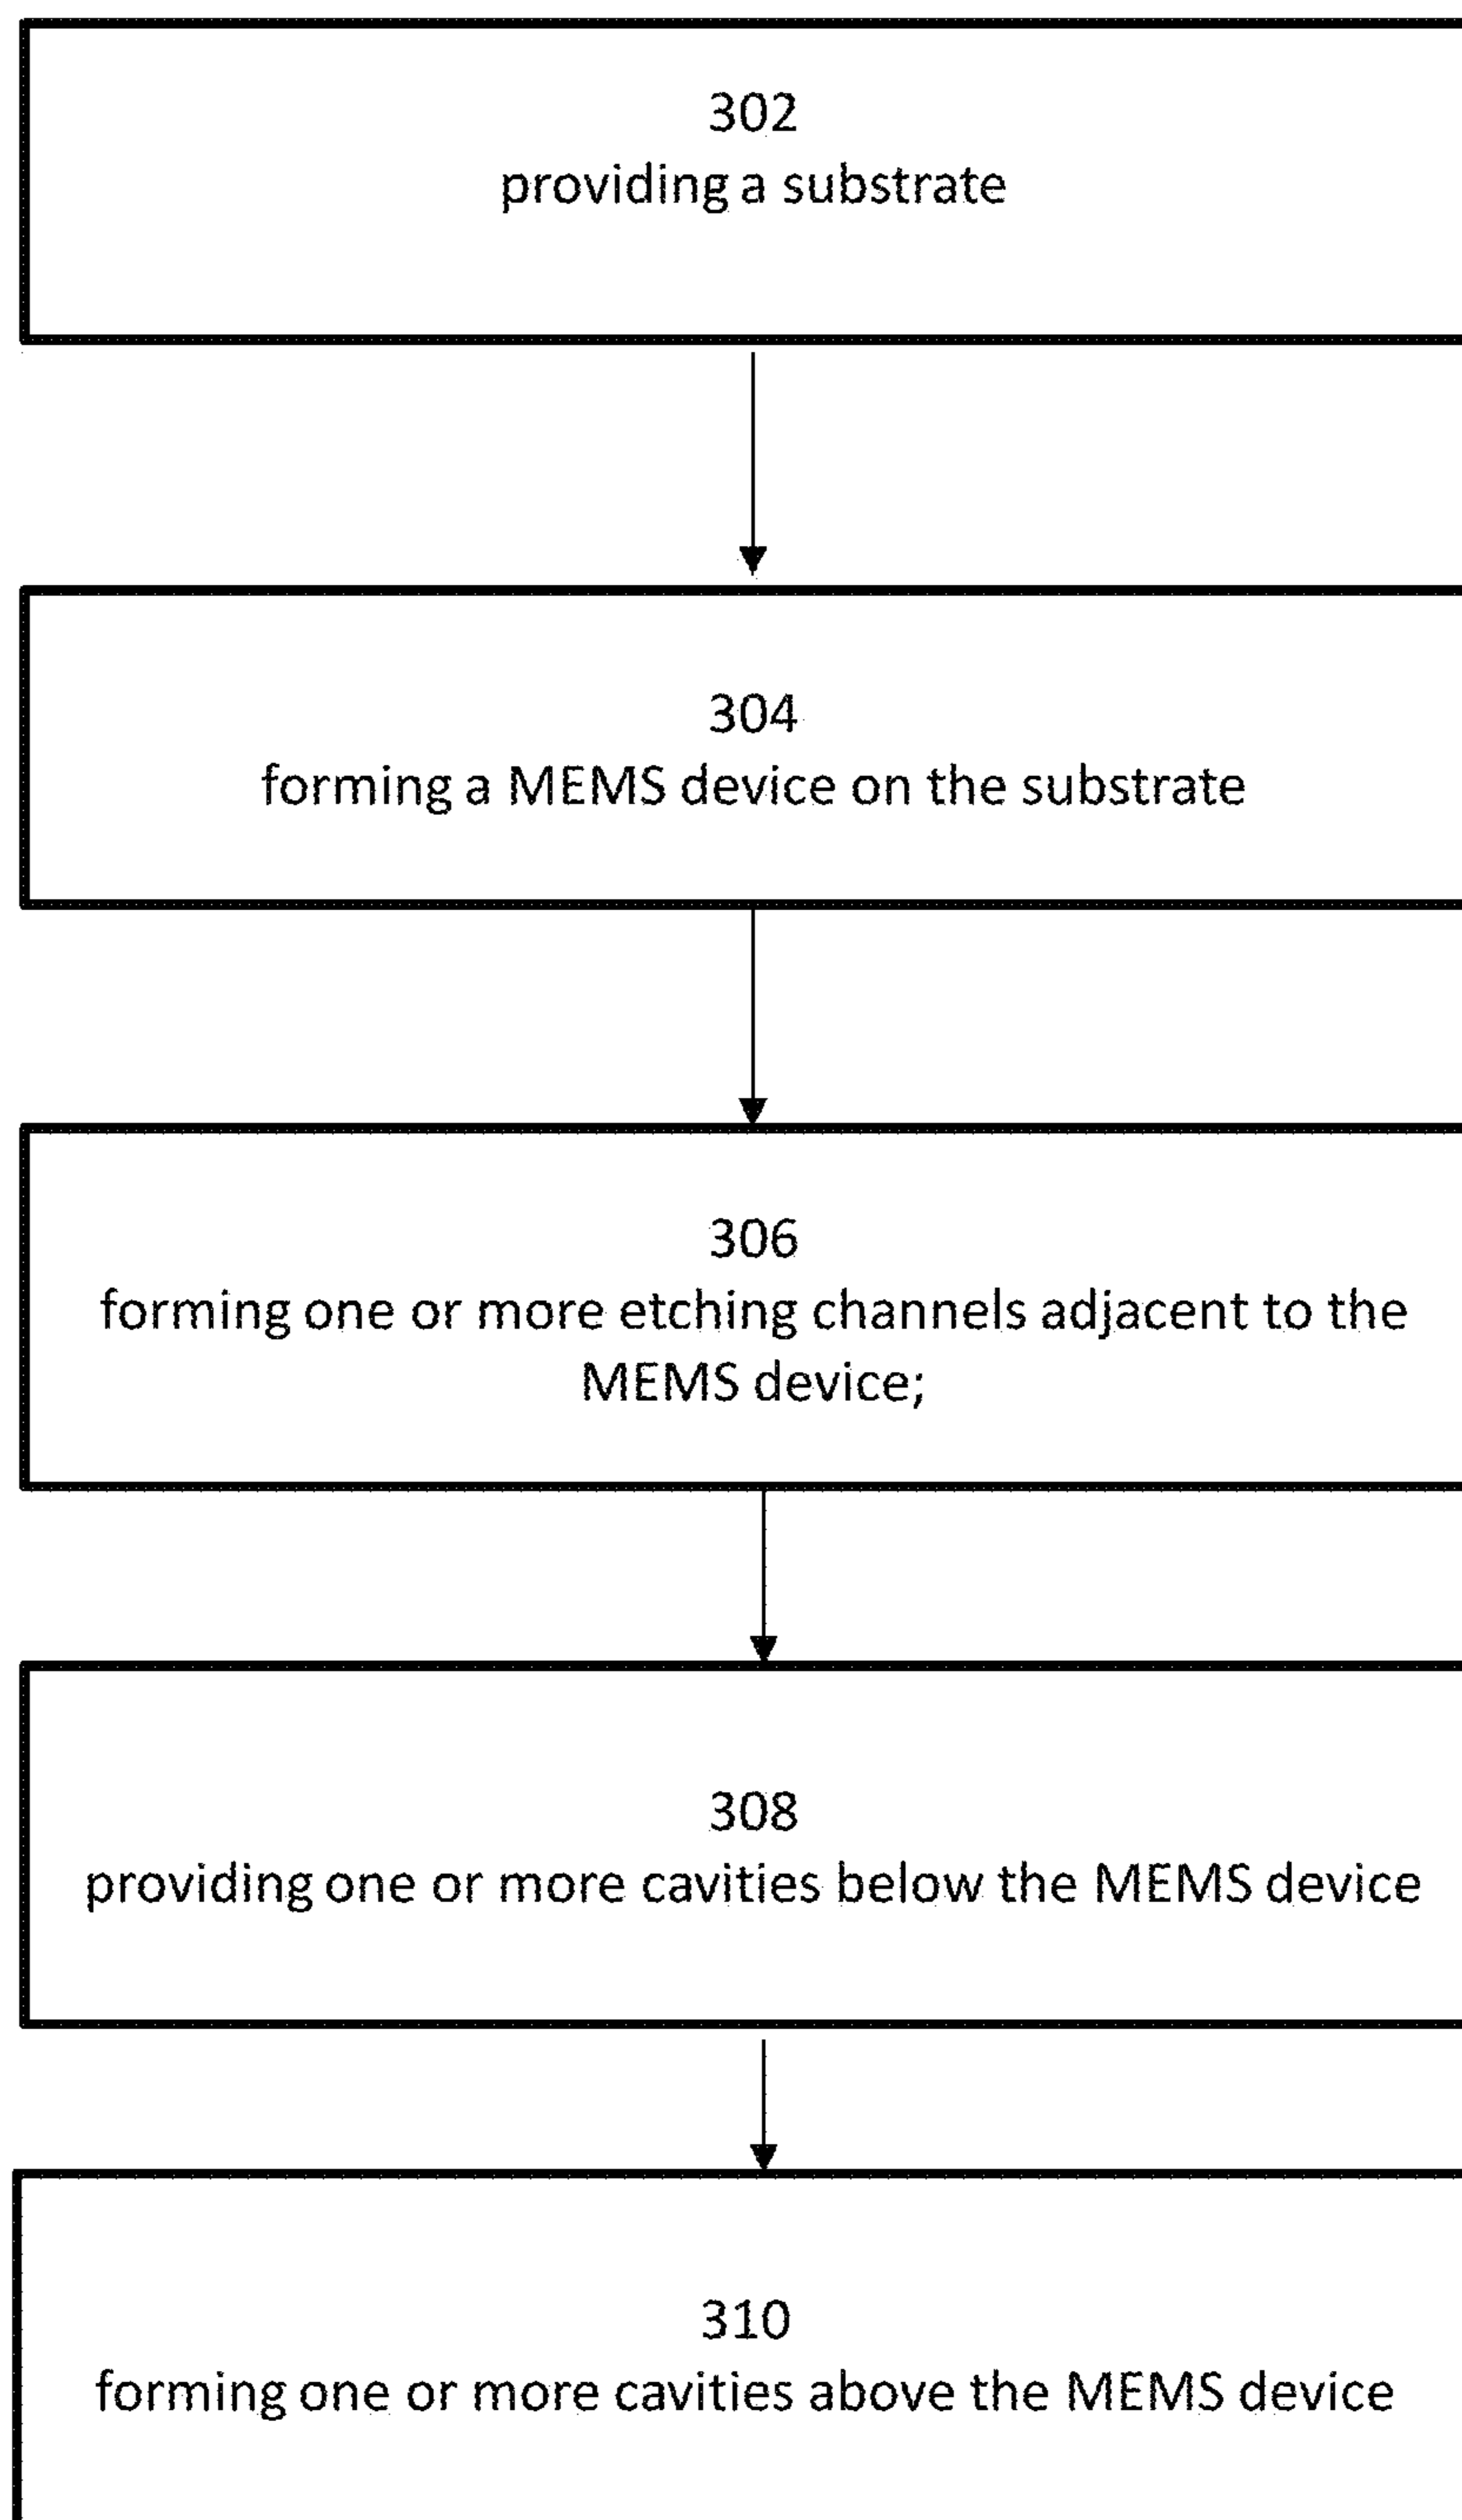 302
providing a substrate
304
forming a MEMS device on the substrate
306
forming one or more etching channels adjacent to the
MEMS device;
308
providing one or more cavities below the MEMS device
310
forming one or more cavities above the MEMS device